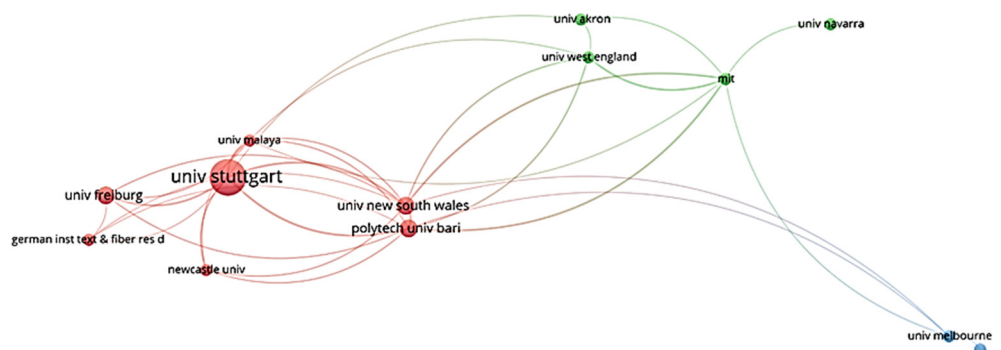 univ akron
univ navarra
univ west england
mit
univ malaya
univ stuttgart
univ freiburg
univ new south wales
polytech univ bari
german inst text & fiber res d
newcastle univ
univ melbourne